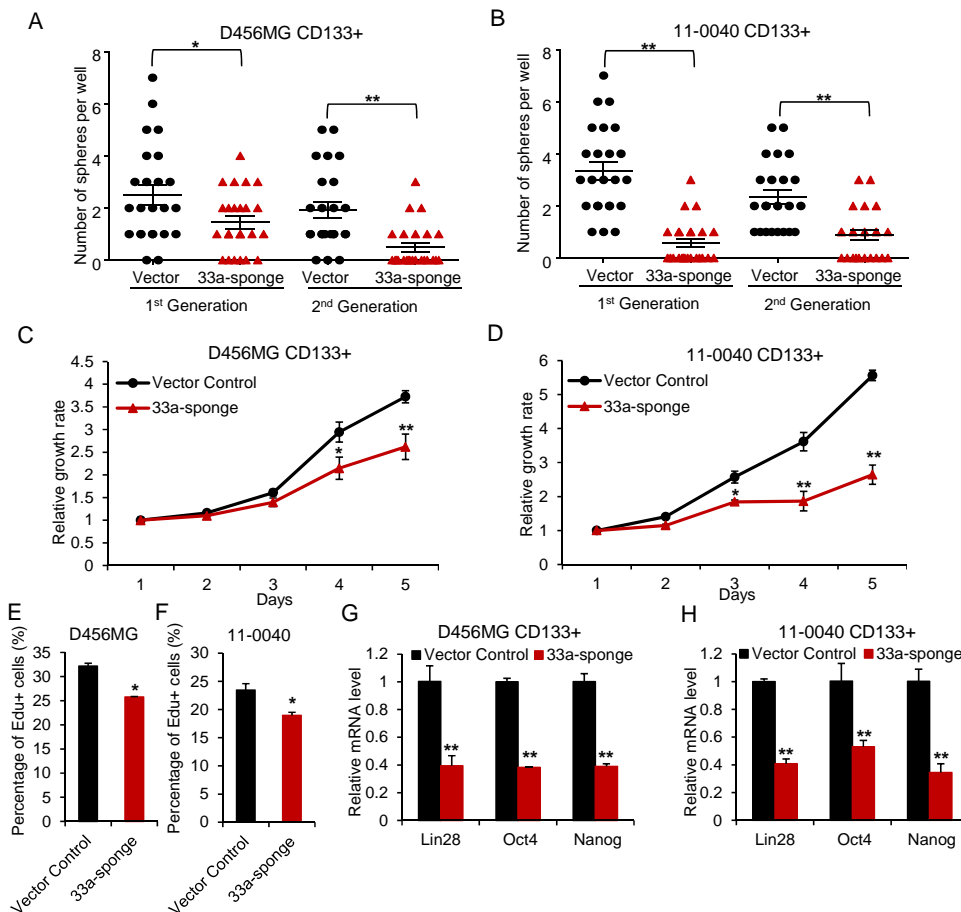 A
D456MG CD133+
Number of spheres per well
8
6
4
2
0
*
**
Vector 33a-sponge Vector 33a-sponge
1st Generation 2nd Generation
B
11-0040 CD133+
Number of spheres per well
8
6
4
2
0
**
**
Vector 33a-sponge Vector 33a-sponge
1st Generation 2nd Generation
C
D456MG CD133+
Relative growth rate
4.5
4
3.5
3
2.5
2
1.5
1
0.5
0
Vector Control
33a-sponge
*
**
1 2 3 4 5
Days
D
11-0040 CD133+
Relative growth rate
6
5
4
3
2
1
0
Vector Control
33a-sponge
*
**
**
1 2 3 4 5
Days
E
D456MG
Percentage of Edu+ cells (%)
35
30
25
20
15
10
5
0
*
Vector Control
33a-sponge
F
11-0040
Percentage of Edu+ cells (%)
30
25
20
15
10
5
0
*
Vector Control
33a-sponge
G
D456MG CD133+
Vector Control 33a-sponge
Relative mRNA level
1.2
1
0.8
0.6
0.4
0.2
0
** ** **
Lin28 Oct4 Nanog
H
11-0040 CD133+
Vector Control 33a-sponge
Relative mRNA level
1.2
1
0.8
0.6
0.4
0.2
0
** ** **
Lin28 Oct4 Nanog